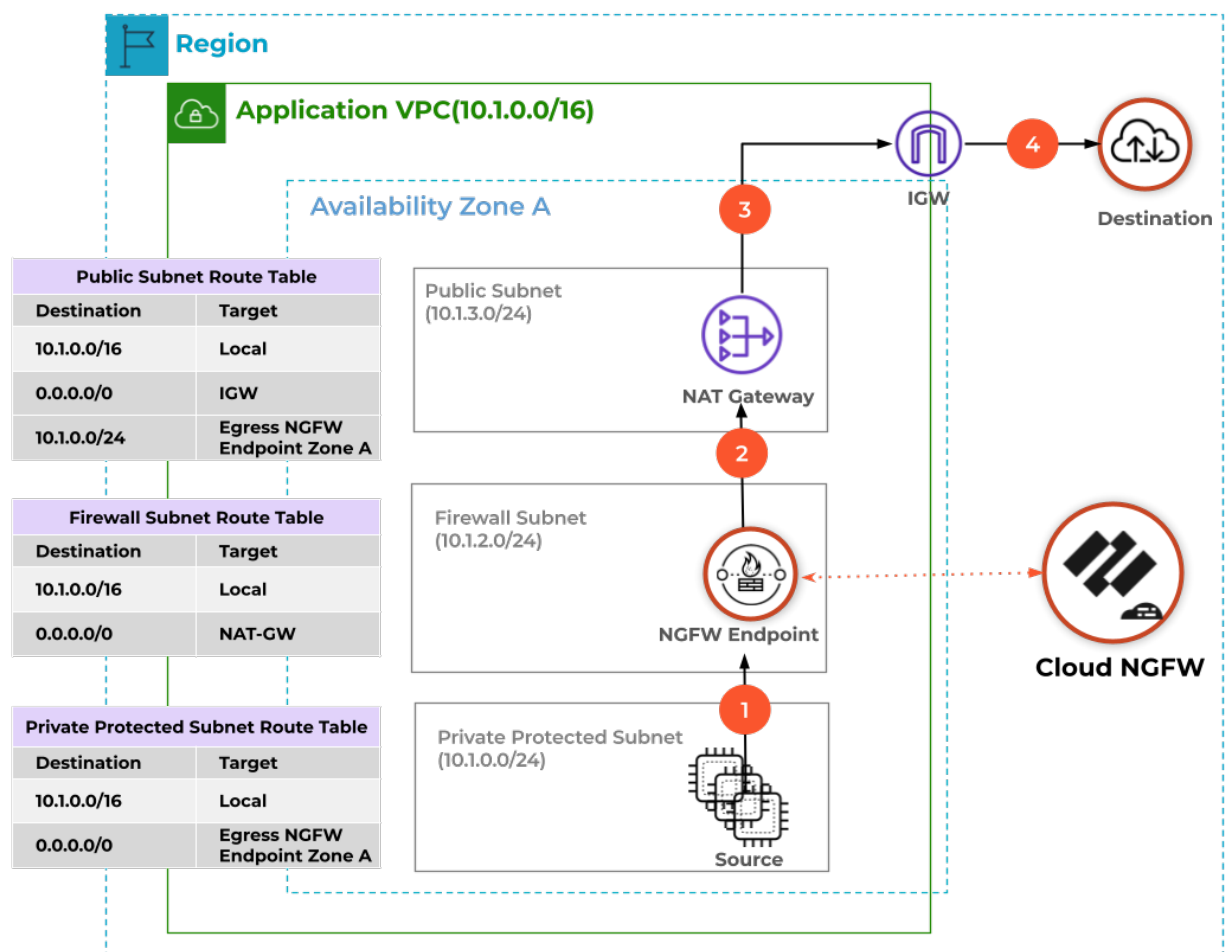 Region
Application VPC(10.1.0.0/16)
4
IGW
Destination
Availability Zone A
3
Public Subnet Route Table
Destination Target
10.1.0.0/16 Local
0.0.0.0/0 IGW
10.1.0.0/24 Egress NGFW
Endpoint Zone A
Public Subnet
(10.1.3.0/24)
NAT Gateway
2
Firewall Subnet Route Table
Destination Target
10.1.0.0/16 Local
0.0.0.0/0 NAT-GW
Firewall Subnet
(10.1.2.0/24)
NGFW Endpoint
Cloud NGFW
1
Private Protected Subnet Route Table
Destination Target
10.1.0.0/16 Local
0.0.0.0/0 Egress NGFW
Endpoint Zone A
Private Protected Subnet
(10.1.0.0/24)
Source